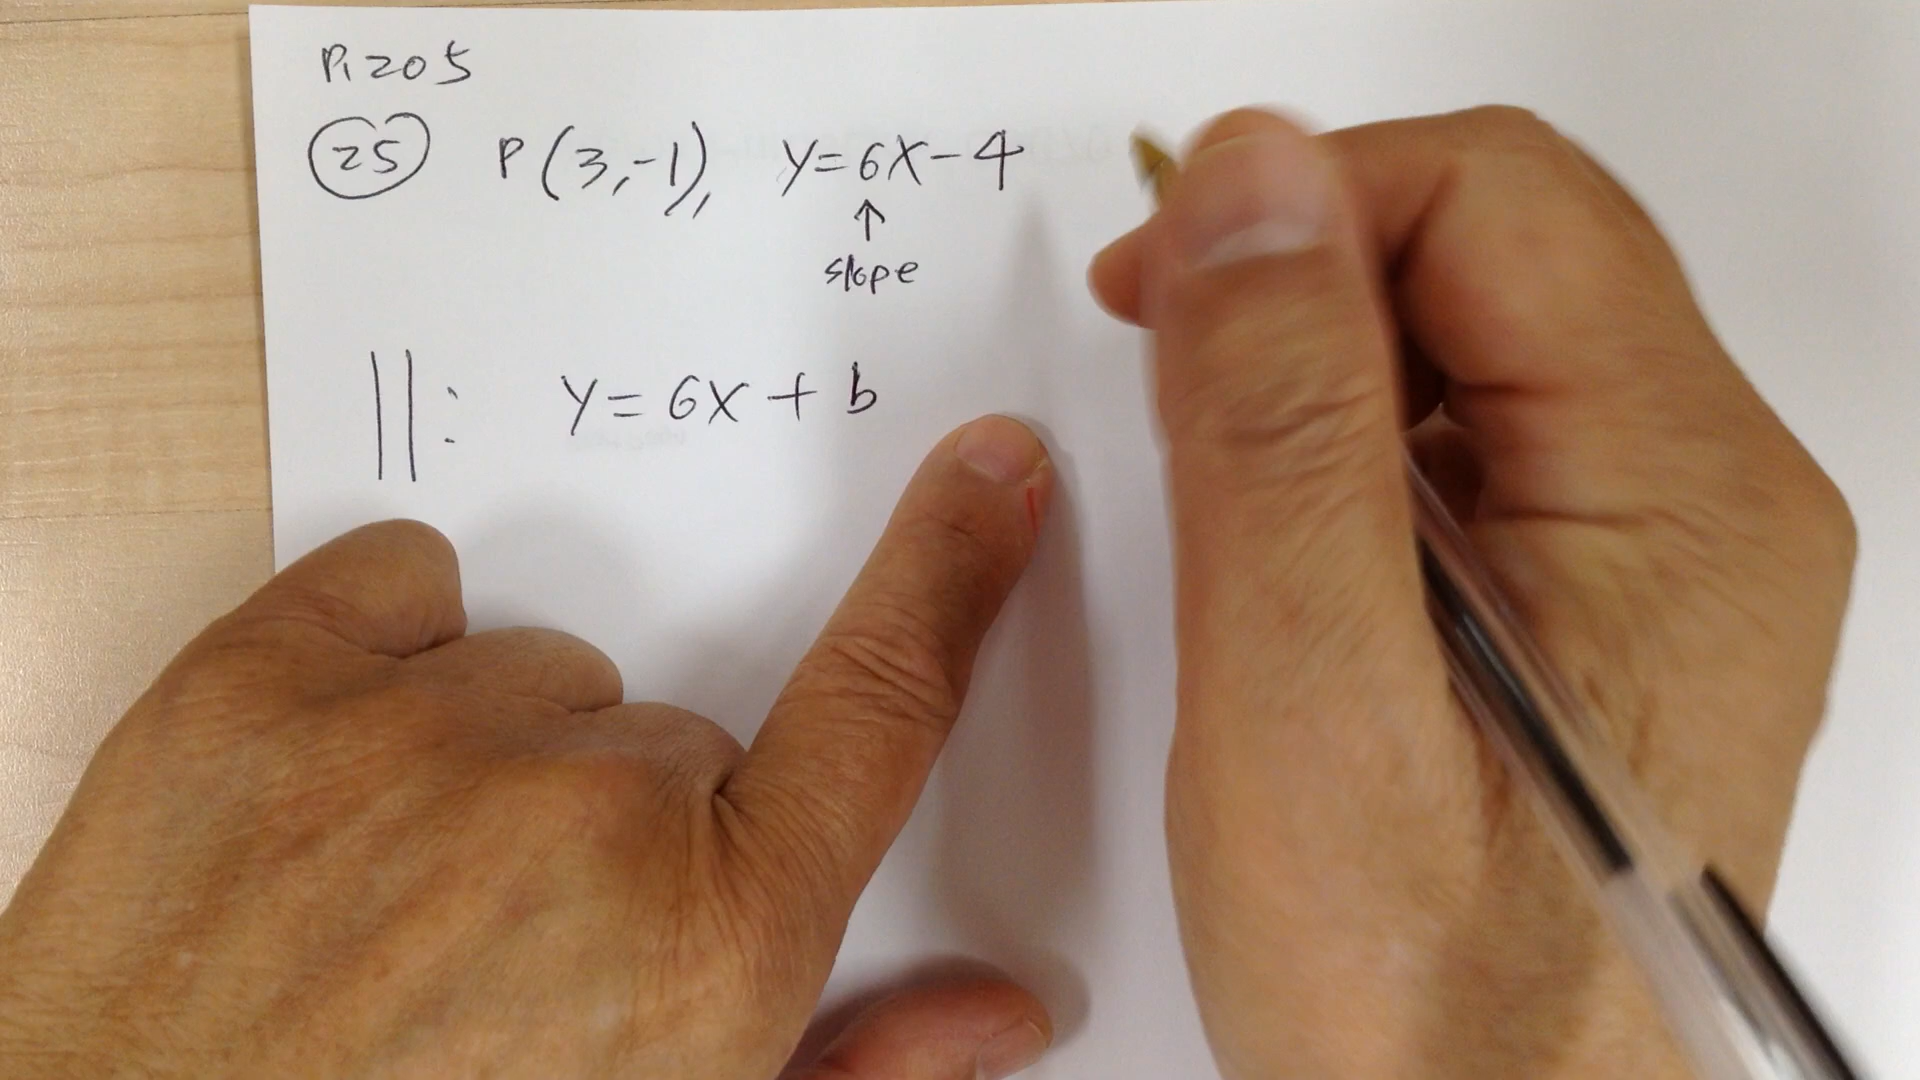 P. 205
25 P(3,-1), y=6x-4
↑
slope
||: y=6x+b